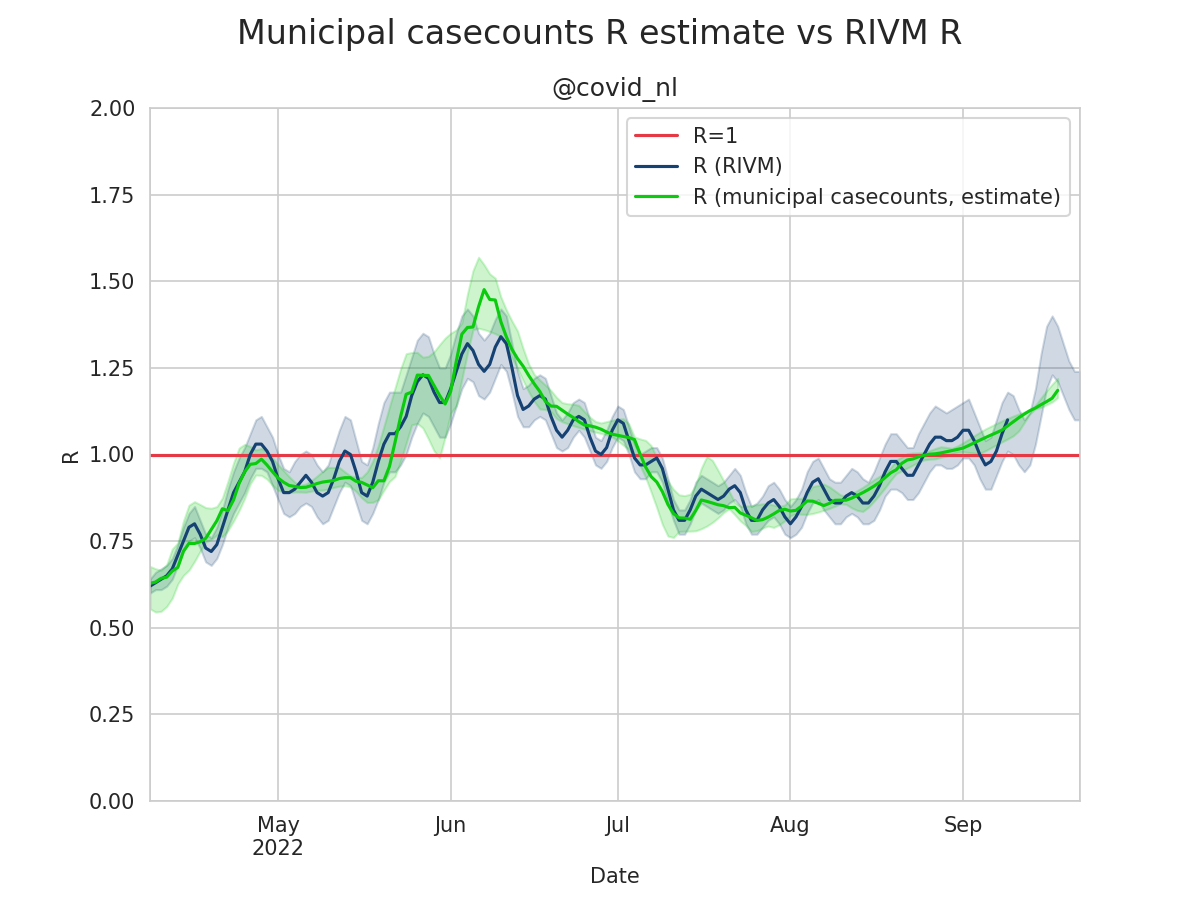 Municipal casecounts R estimate vs RIVM R
@covid_nl
R=1
R (RIVM)
R (municipal casecounts, estimate)
2.00
1.75
1.50
1.25
1.00
0.75
0.50
0.25
0.00
R
May
2022
Jun
Jul
Aug
Sep
Date